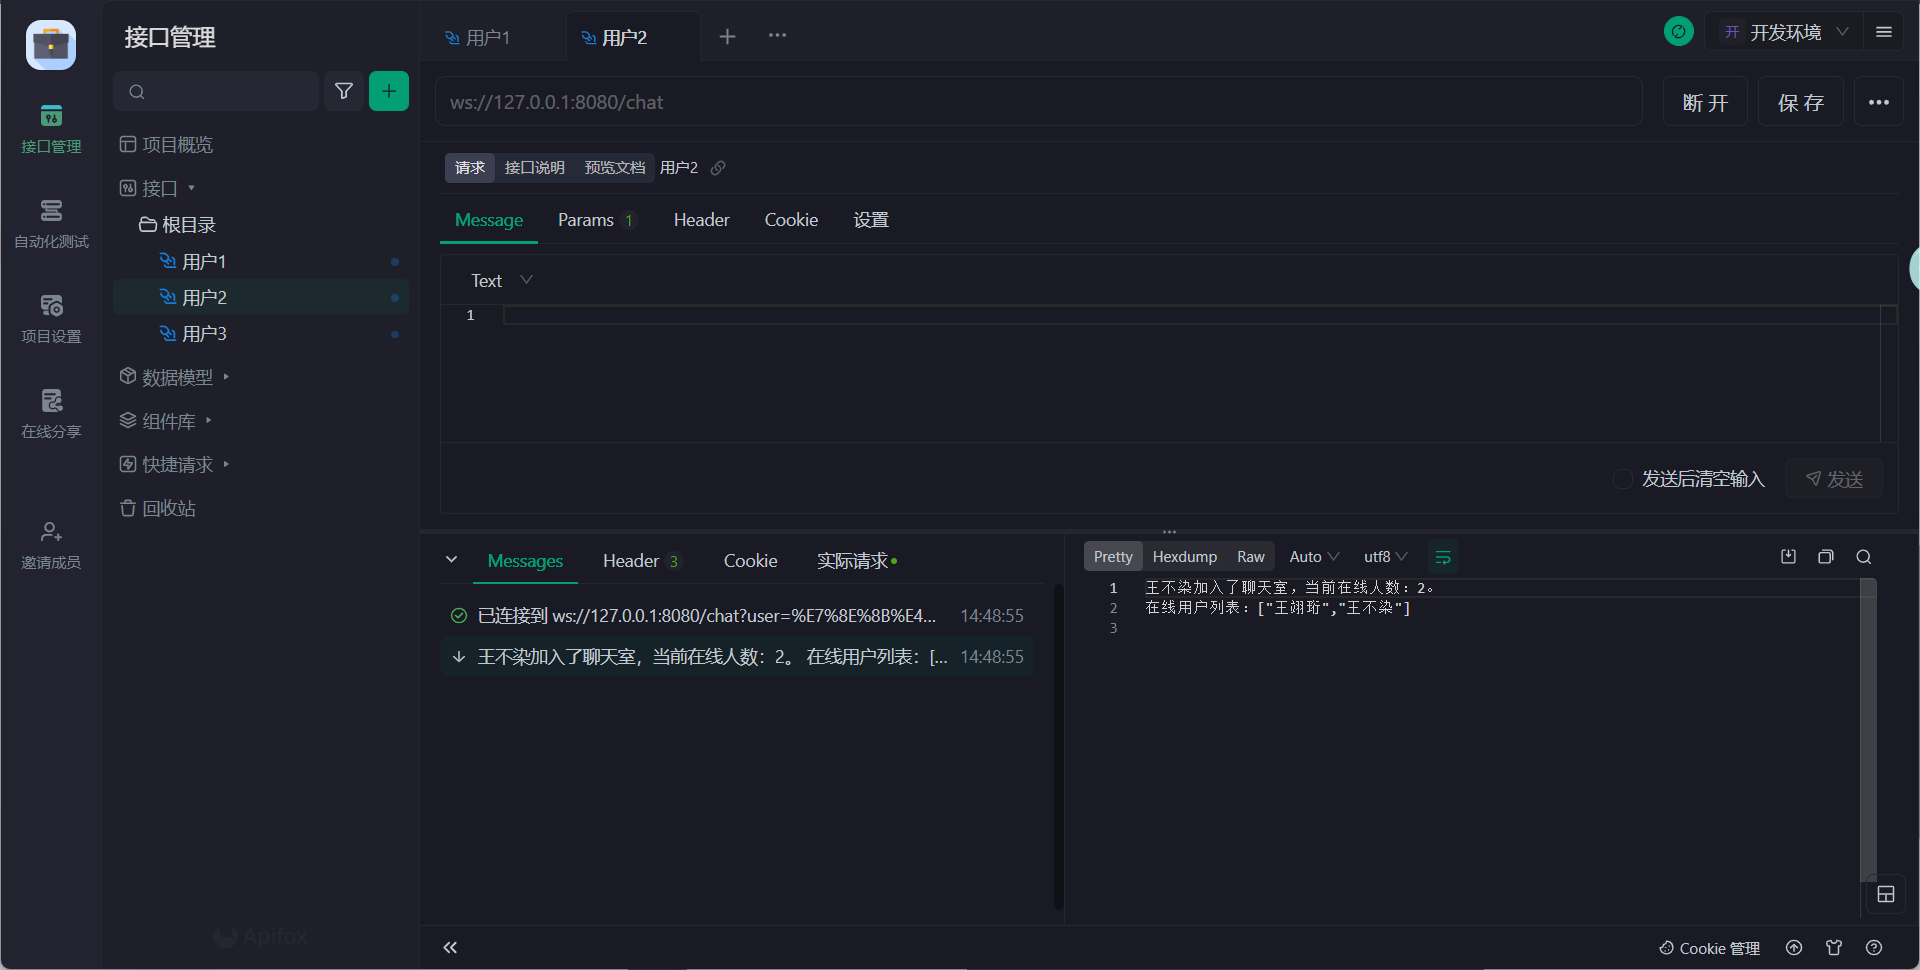 接口管理
自动化测试
项目设置
在线分享
邀请成员
接口管理
项目概览
接口
根目录
用户1
用户2
用户3
数据模型
组件库
快捷请求
回收站
Apifox
用户1
用户2
开 开发环境
ws://127.0.0.1:8080/chat
断 开
保 存
请求 接口说明 预览文档 用户2
Message Params 1 Header Cookie 设置
Text
1
发送后清空输入
发送
Messages Header 3 Cookie 实际请求
已连接到 ws://127.0.0.1:8080/chat?user=%E7%8E%8B%E4... 14:48:55
王不染加入了聊天室，当前在线人数：2。 在线用户列表：[... 14:48:55
Pretty Hexdump Raw Auto utf8
1 王不染加入了聊天室，当前在线人数：2。
2 在线用户列表：["王翊珩","王不染"]
3
Cookie 管理